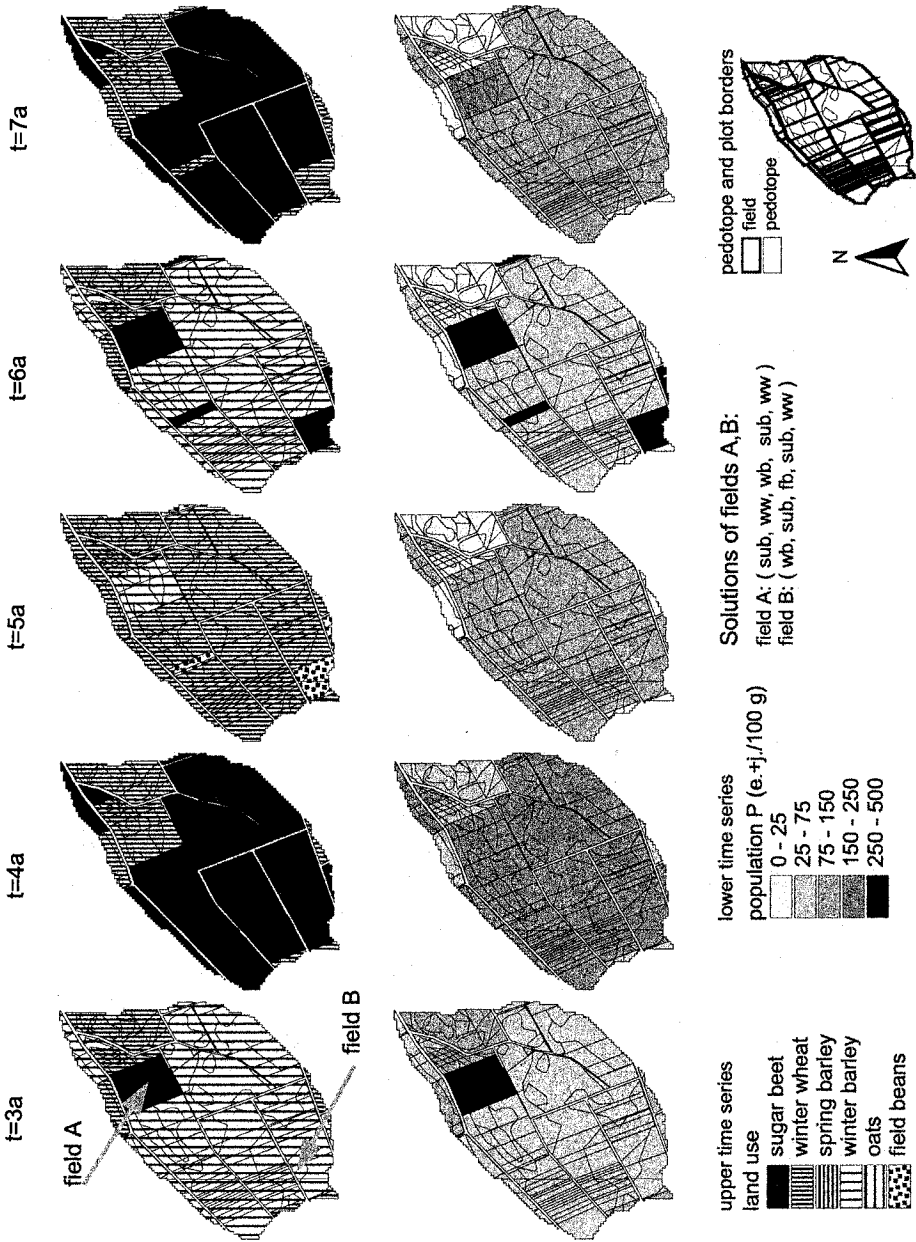 t=3a
t=4a
t=5a
t=6a
t=7a
field A
field B
upper time series
land use
sugar beet
winter wheat
spring barley
winter barley
oats
field beans
lower time series
population P (e.+j./100 g)
0 - 25
25 - 75
75 - 150
150 - 250
250 - 500
Solutions of fields A,B:
field A: ( sub, ww, wb, sub, ww)
field B: ( wb, sub, fb, sub, ww )
pedotope and plot borders
field
pedotope
N